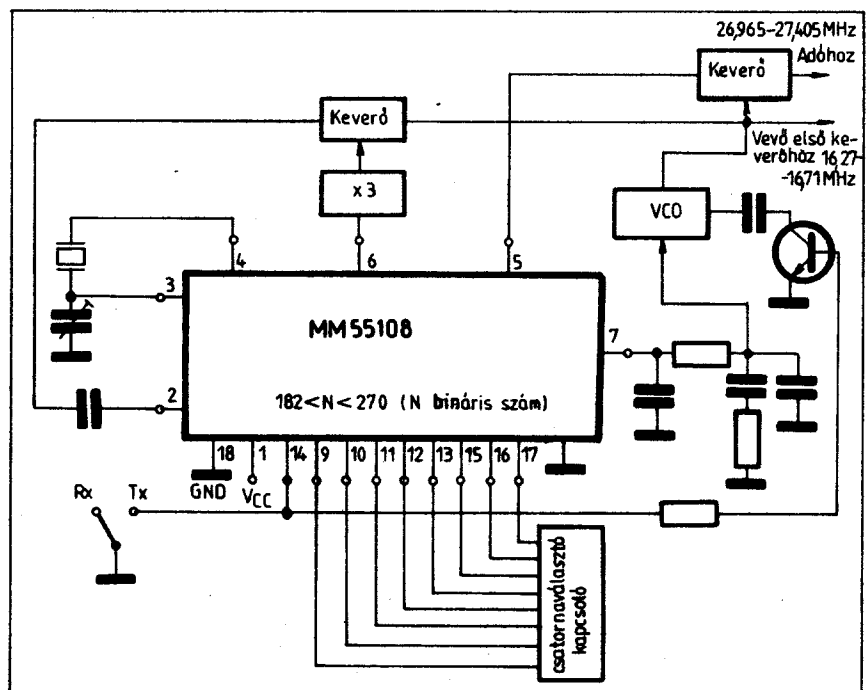 26,965-27,405 MHz
Adóhoz
Keverő
Keverő
Vevő első ke-
verőhöz 16,27-
-16,71 MHz
x 3
VCO
4
6
5
3
MM55108
7
2
182<N<270 (N bináris szám)
18
1
14
9
10
11
12
13
15
16
17
GND
VCC
Rx
Tx
csatornaválasztó
kapcsoló